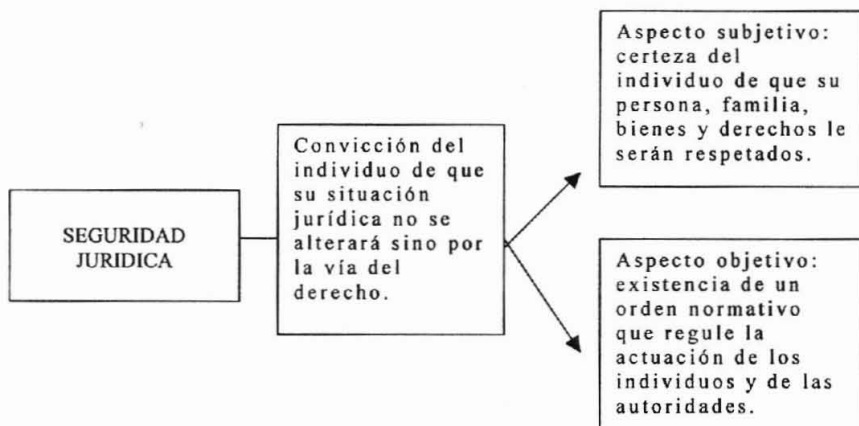 SEGURIDAD
JURIDICA
Convicción del
individuo de que
su situación
jurídica no se
alterará sino por
la vía del
derecho.
Aspecto subjetivo:
certeza del
individuo de que su
persona, familia,
bienes y derechos le
serán respetados.
Aspecto objetivo:
existencia de un
orden normativo
que regule la
actuación de los
individuos y de las
autoridades.